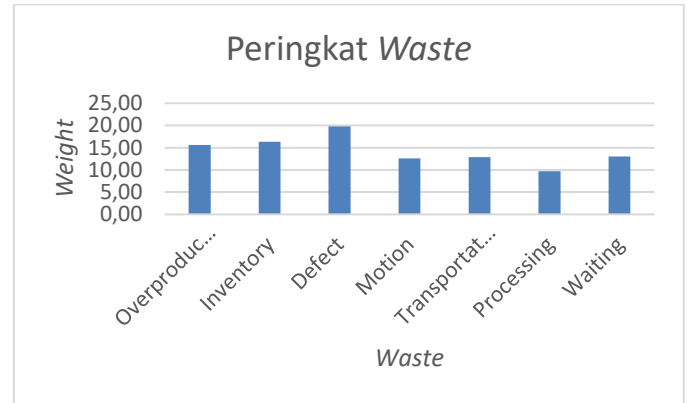 Peringkat Waste
Weight
25,00
20,00
15,00
10,00
5,00
0,00
Overproduc...
Inventory
Defect
Motion
Transportat...
Processing
Waiting
Waste